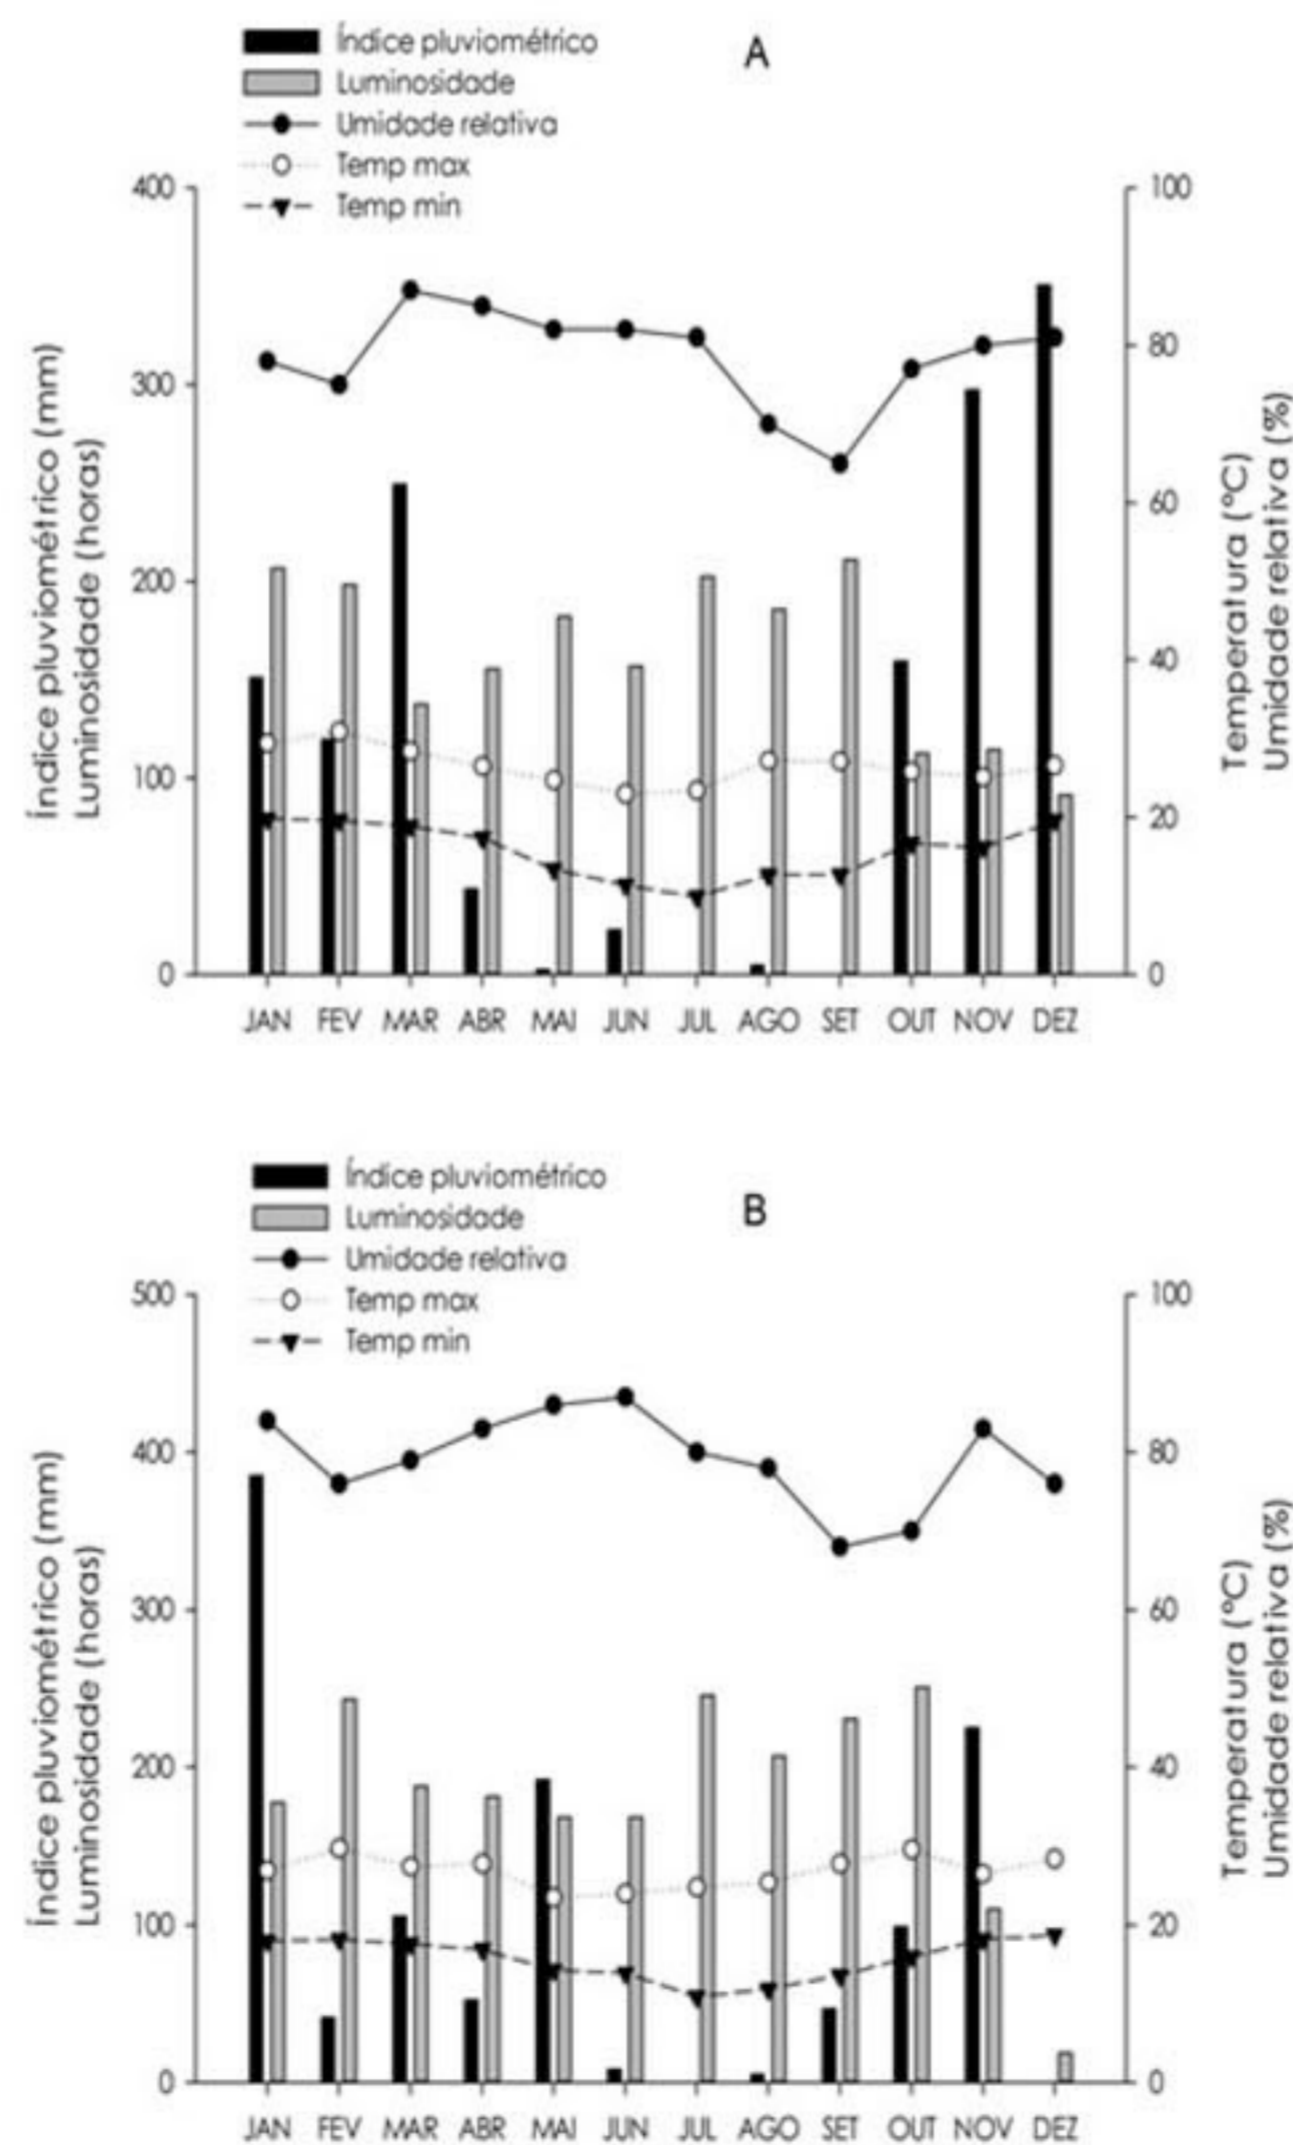 Índice pluviométrico
A
Luminosidade
Umidade relativa
Temp max
Temp min
400
300
200
100
0
100
80
60
40
20
0
Índice pluviométrico (mm)
Luminosidade (horas)
Temperatura (°C)
Umidade relativa (%)
JAN FEV MAR ABR MAI JUN JUL AGO SET OUT NOV DEZ
Índice pluviométrico
B
Luminosidade
Umidade relativa
Temp max
Temp min
500
400
300
200
100
0
100
80
60
40
20
0
Índice pluviométrico (mm)
Luminosidade (horas)
Temperatura (°C)
Umidade relativa (%)
JAN FEV MAR ABR MAI JUN JUL AGO SET OUT NOV DEZ